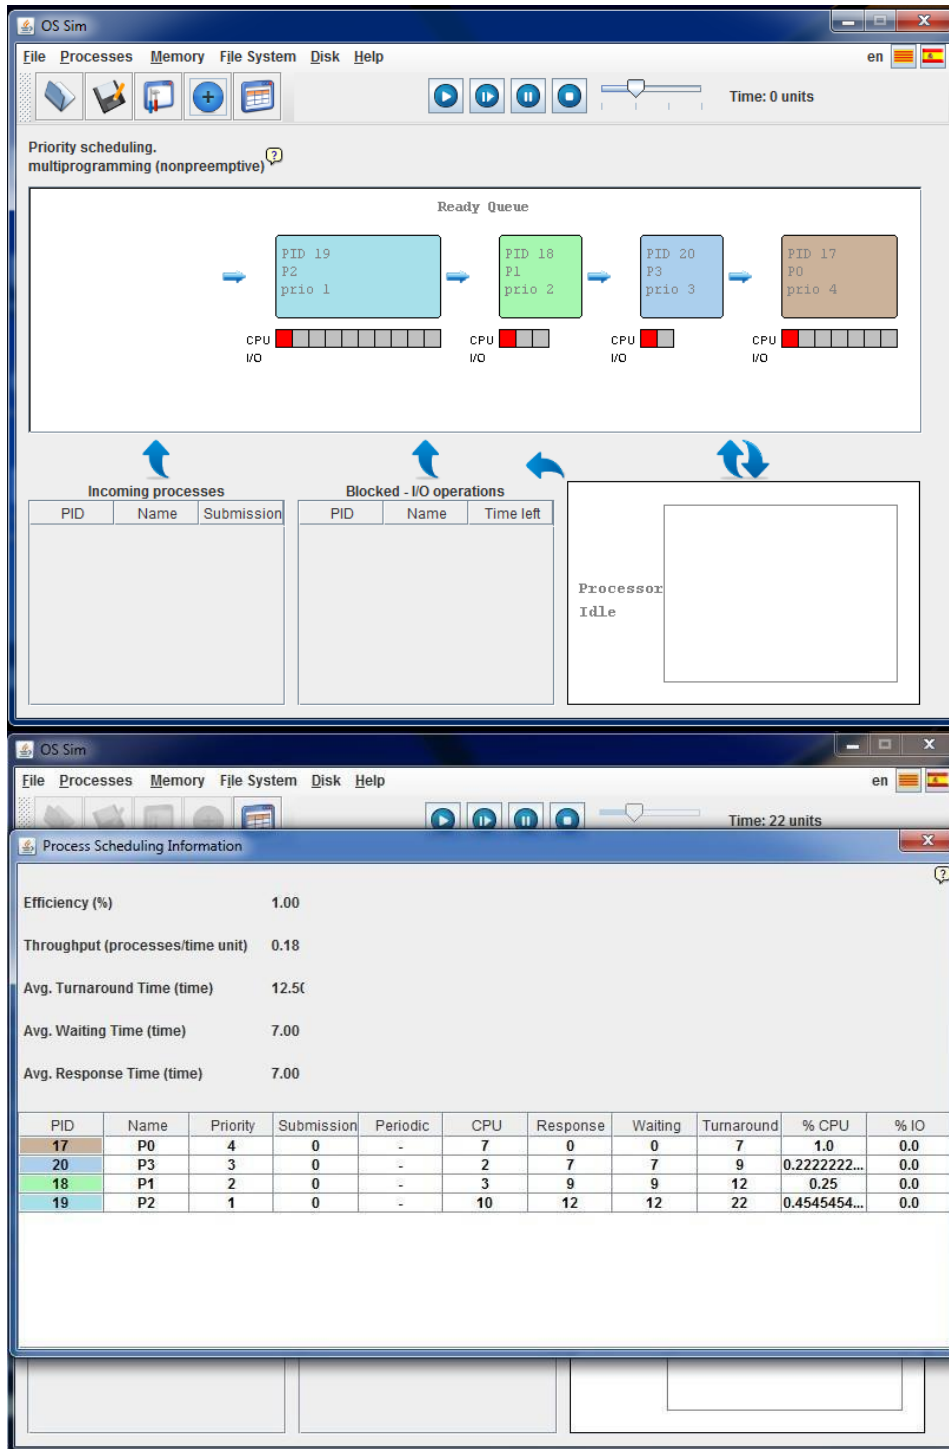 OS Sim
File Processes Memory File System Disk Help en
Time: 0 units
Priority scheduling.
multiprogramming (nonpreemptive) ?
Ready Queue
PID 19 PID 18 PID 20 PID 17
P2 P1 P3 P0
prio 1 prio 2 prio 3 prio 4
CPU CPU CPU CPU
I/O I/O I/O I/O
Incoming processes Blocked - I/O operations
PID Name Submission PID Name Time left
Processor
Idle
OS Sim
File Processes Memory File System Disk Help en
Time: 22 units
Process Scheduling Information
?
Efficiency (%) 1.00
Throughput (processes/time unit) 0.18
Avg. Turnaround Time (time) 12.50
Avg. Waiting Time (time) 7.00
Avg. Response Time (time) 7.00
PID Name Priority Submission Periodic CPU Response Waiting Turnaround % CPU % IO
17 P0 4 0 - 7 0 0 7 1.0 0.0
20 P3 3 0 - 2 7 7 9 0.2222222... 0.0
18 P1 2 0 - 3 9 9 12 0.25 0.0
19 P2 1 0 - 10 12 12 22 0.4545454... 0.0